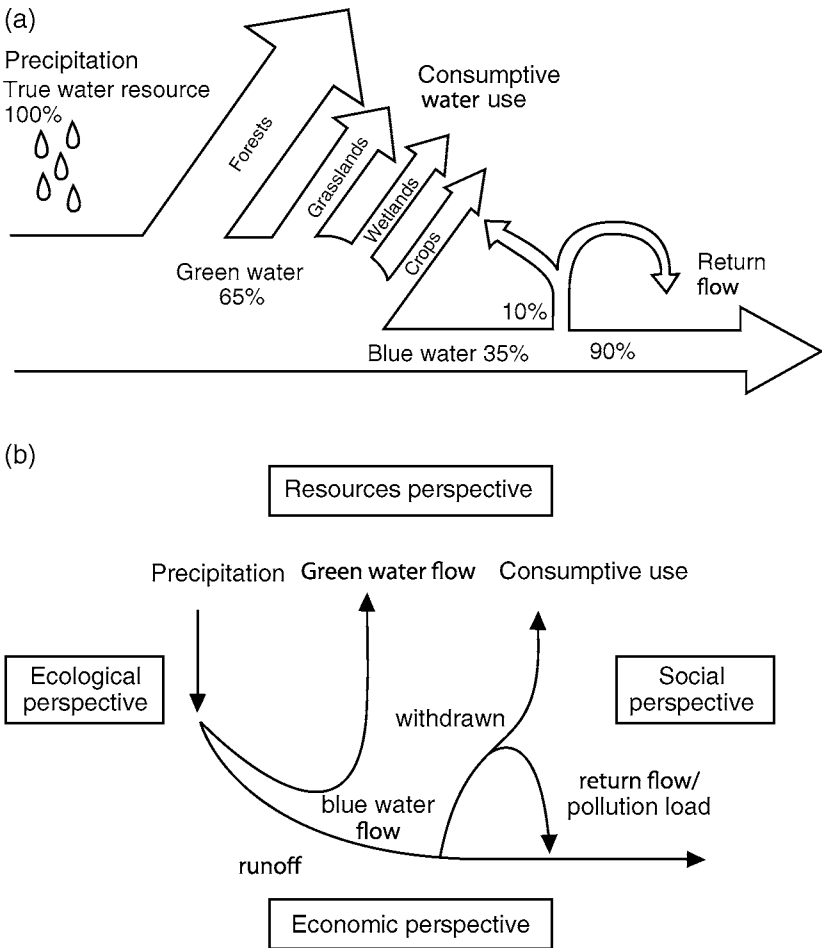 (a)
Precipitation
True water resource
100%
Consumptive
water use
Forests
Grasslands
Wetlands
Crops
Green water
65%
10%
Return
flow
Blue water 35%
90%
(b)
Resources perspective
Precipitation
Green water flow
Consumptive use
Ecological
perspective
Social
perspective
withdrawn
return flow/
pollution load
blue water
flow
runoff
Economic perspective